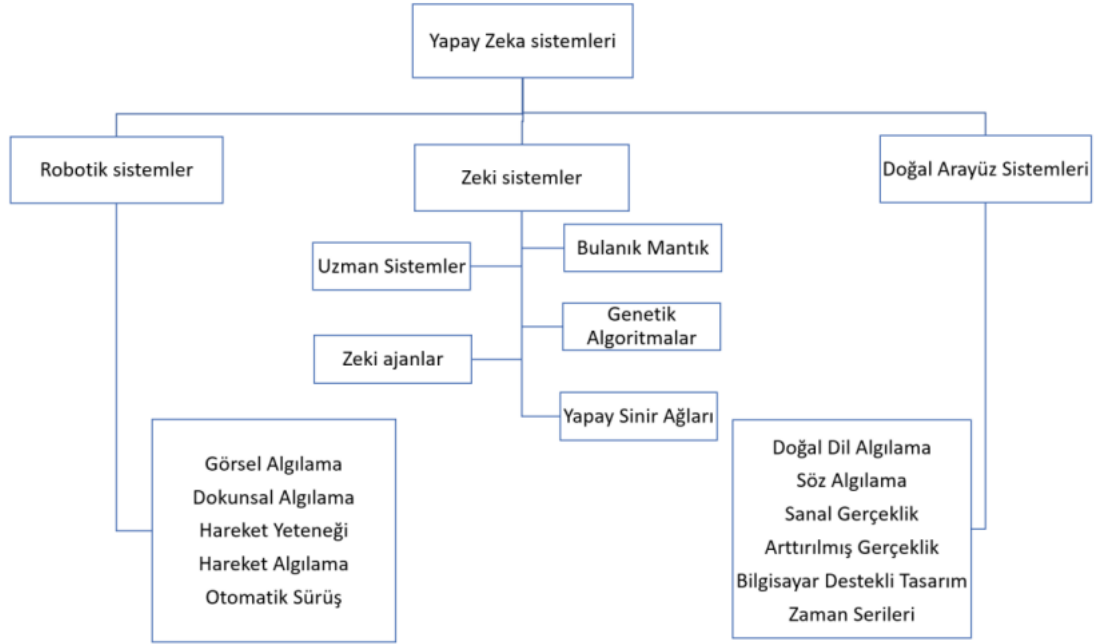 Yapay Zeka sistemleri
Robotik sistemler
Zeki sistemler
Doğal Arayüz Sistemleri
Bulanık Mantık
Uzman Sistemler
Genetik
Algoritmalar
Zeki ajanlar
Yapay Sinir Ağları
Görsel Algılama
Dokunsal Algılama
Hareket Yeteneği
Hareket Algılama
Otomatik Sürüş
Doğal Dil Algılama
Söz Algılama
Sanal Gerçeklik
Arttırılmış Gerçeklik
Bilgisayar Destekli Tasarım
Zaman Serileri